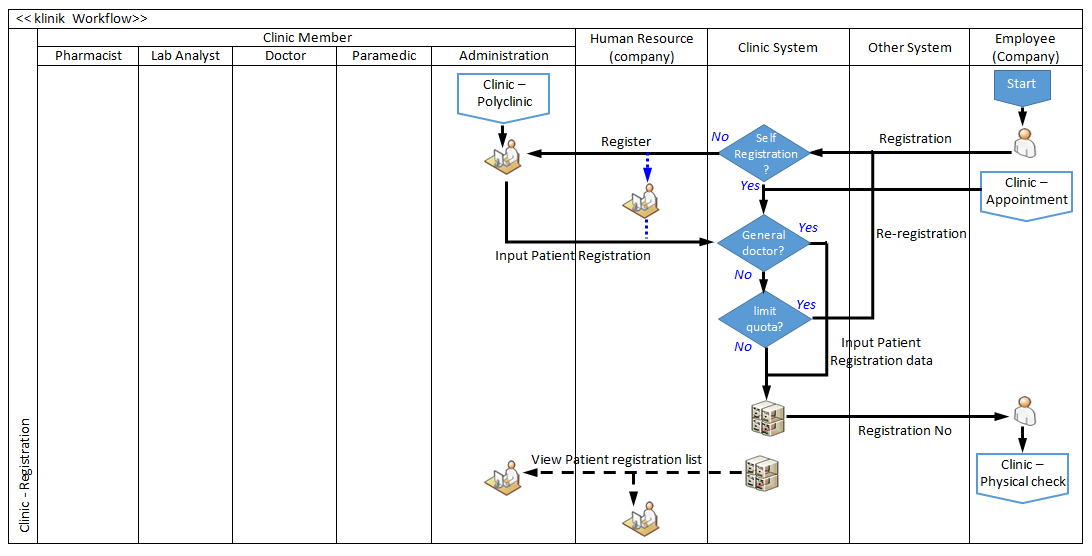 << klinik Workflow>>
Clinic Member
Human Resource
(company)
Clinic System
Other System
Employee
(Company)
Pharmacist
Lab Analyst
Doctor
Paramedic
Administration
Clinic –
Polyclinic
Start
No
Self
Registration
?
Register
Registration
Yes
Clinic –
Appointment
General
doctor?
Yes
Re-registration
Input Patient Registration
No
Yes
limit
quota?
No
Input Patient
Registration data
Registration No
Clinic - Registration
View Patient registration list
Clinic –
Physical check